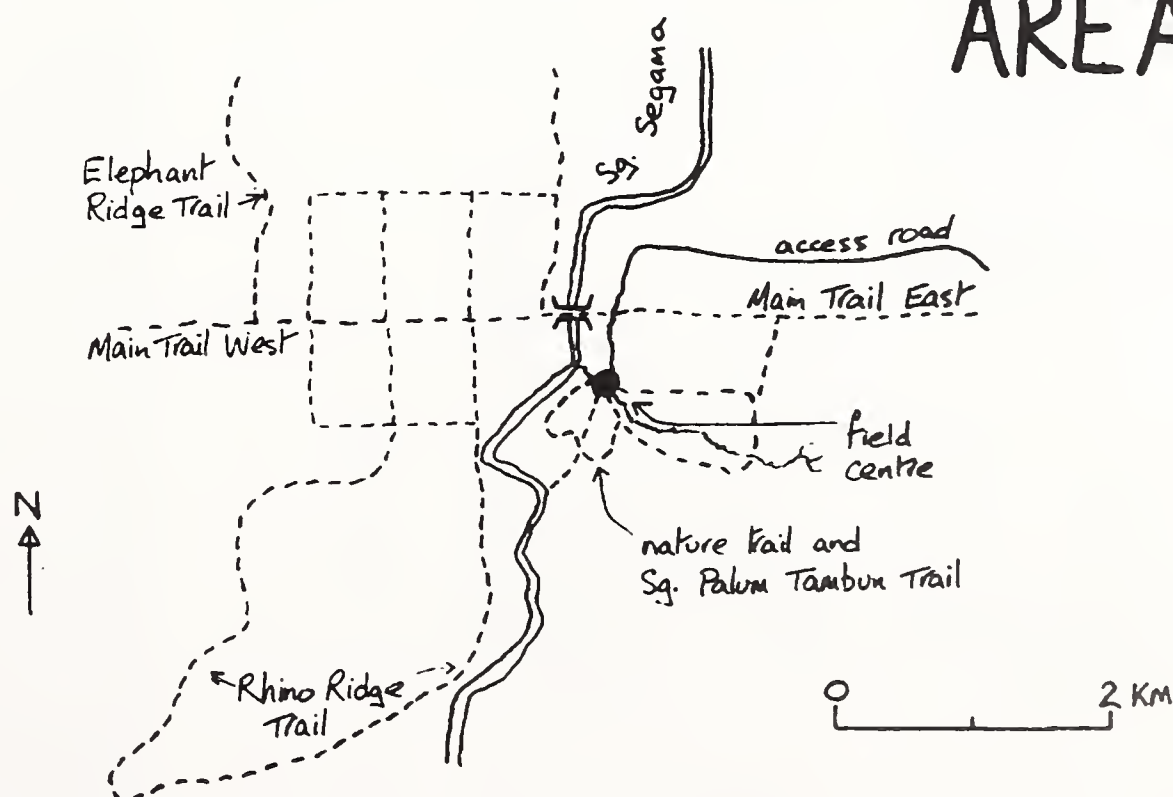 AREA
Sg. Segama
Elephant
Ridge Trail
access road
Main Trail East
Main Trail West
field
centre
N
nature trail and
Sg. Palum Tambun Trail
Rhino Ridge
Trail
0 2 KM